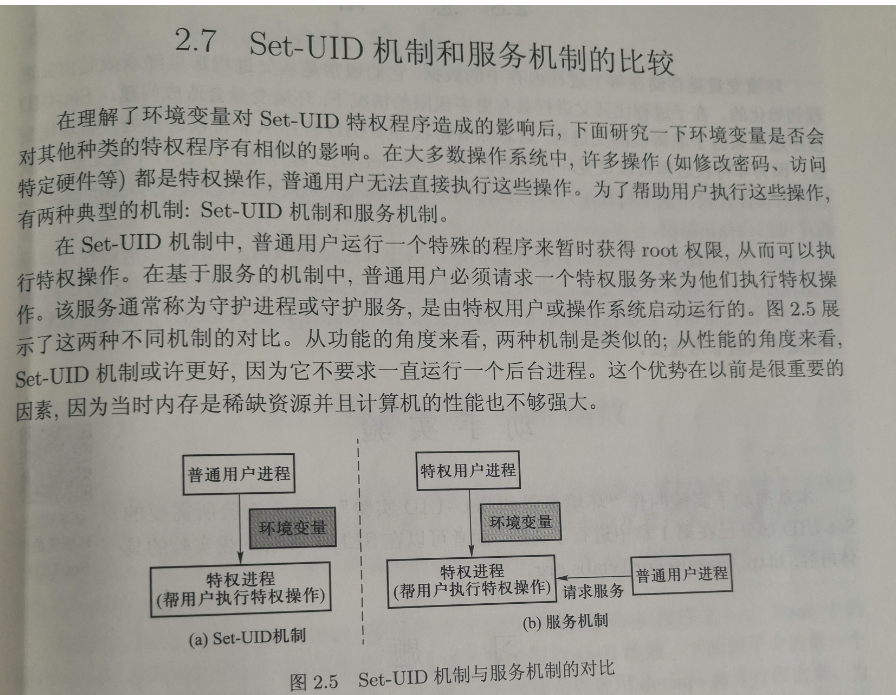 2.7 Set-UID 机制和服务机制的比较
在理解了环境变量对 Set-UID 特权程序造成的影响后, 下面研究一下环境变量是否会
对其他种类的特权程序有相似的影响。在大多数操作系统中, 许多操作 (如修改密码、访问
特定硬件等) 都是特权操作, 普通用户无法直接执行这些操作。为了帮助用户执行这些操作,
有两种典型的机制: Set-UID 机制和服务机制。
在 Set-UID 机制中, 普通用户运行一个特殊的程序来暂时获得 root 权限, 从而可以执
行特权操作。在基于服务的机制中, 普通用户必须请求一个特权服务来为他们执行特权操
作。该服务通常称为守护进程或守护服务, 是由特权用户或操作系统启动运行的。图 2.5 展
示了这两种不同机制的对比。从功能的角度来看, 两种机制是类似的; 从性能的角度来看,
Set-UID 机制或许更好, 因为它不要求一直运行一个后台进程。这个优势在以前是很重要的
因素, 因为当时内存是稀缺资源并且计算机的性能也不够强大。
普通用户进程
环境变量
特权进程
(帮用户执行特权操作)
(a) Set-UID机制
特权用户进程
环境变量
特权进程
(帮用户执行特权操作)
请求服务
普通用户进程
(b) 服务机制
图 2.5 Set-UID 机制与服务机制的对比